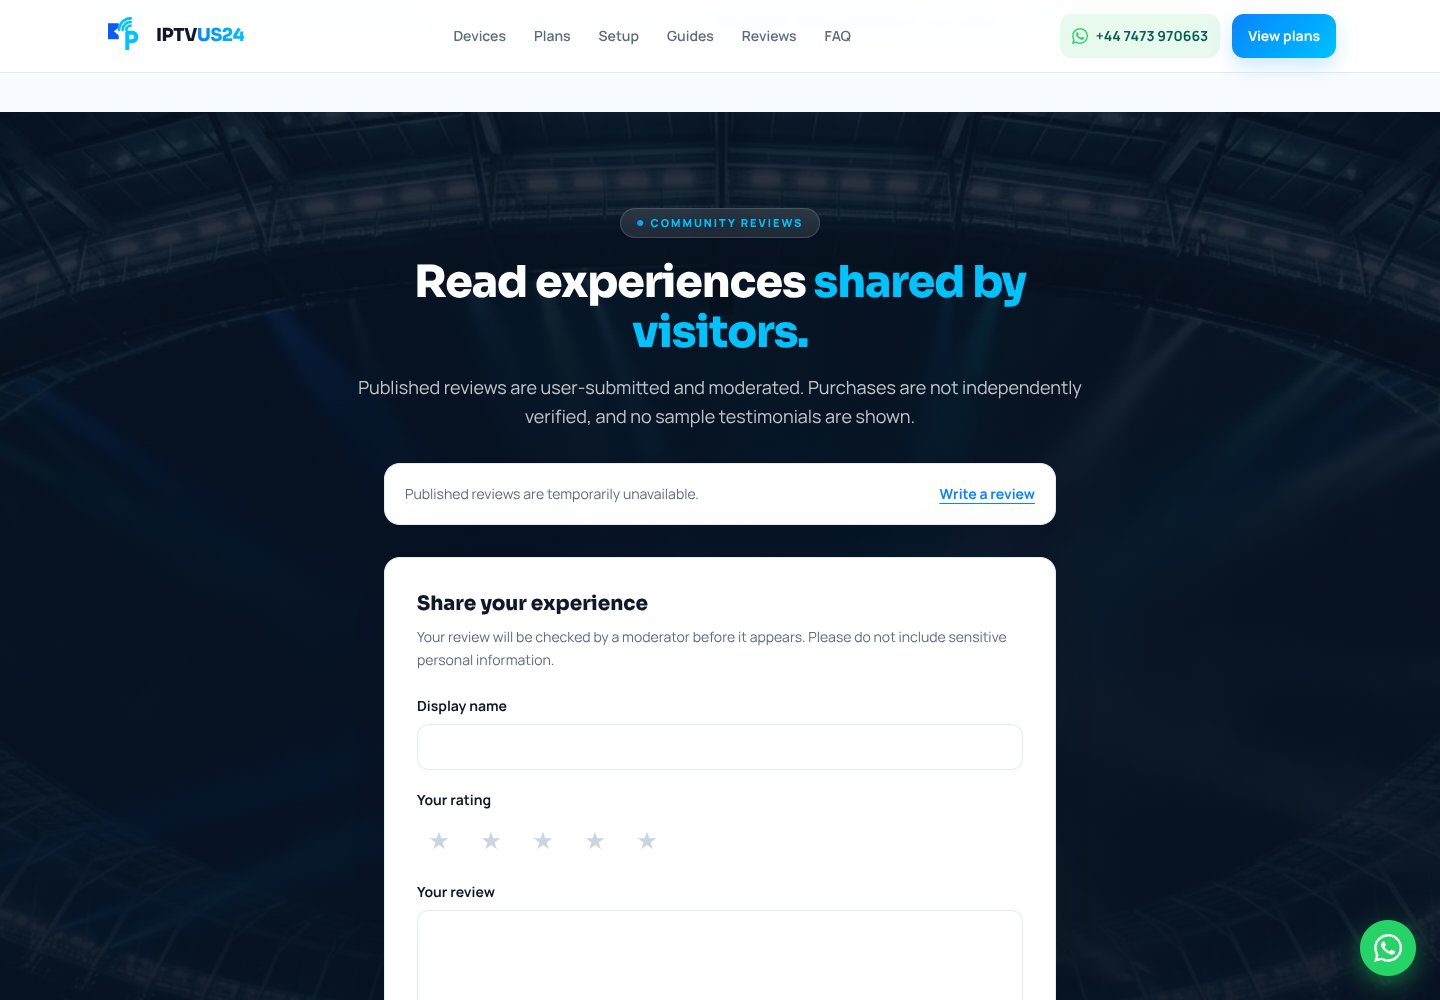 IPTVUS24
Devices
Plans
Setup
Guides
Reviews
FAQ
+44 7473 970663
View plans
COMMUNITY REVIEWS
Read experiences shared by
visitors.
Published reviews are user-submitted and moderated. Purchases are not independently
verified, and no sample testimonials are shown.
Published reviews are temporarily unavailable.
Write a review
Share your experience
Your review will be checked by a moderator before it appears. Please do not include sensitive
personal information.
Display name
Your rating
★ ★ ★ ★ ★
Your review